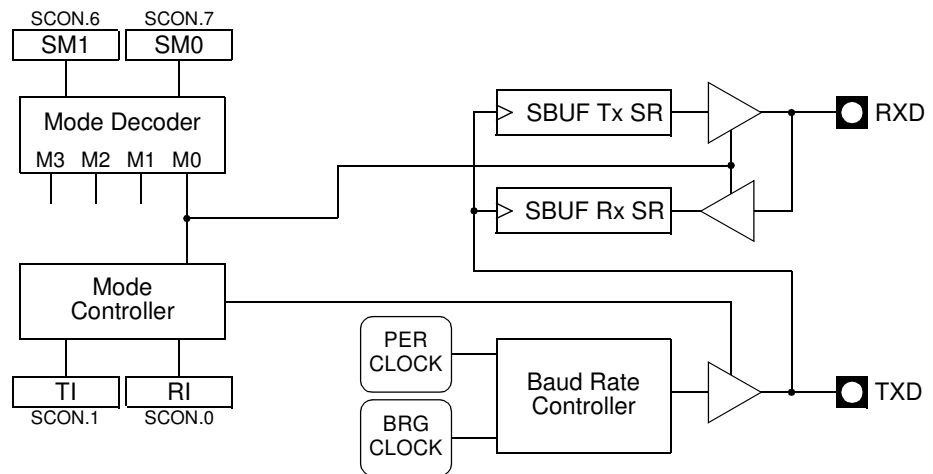 SCON.6
SCON.7
SM1
SM0
Mode Decoder
M3
M2
M1
M0
SBUF Tx SR
RXD
SBUF Rx SR
Mode
Controller
TI
RI
SCON.1
SCON.0
PER
CLOCK
BRG
CLOCK
Baud Rate
Controller
TXD